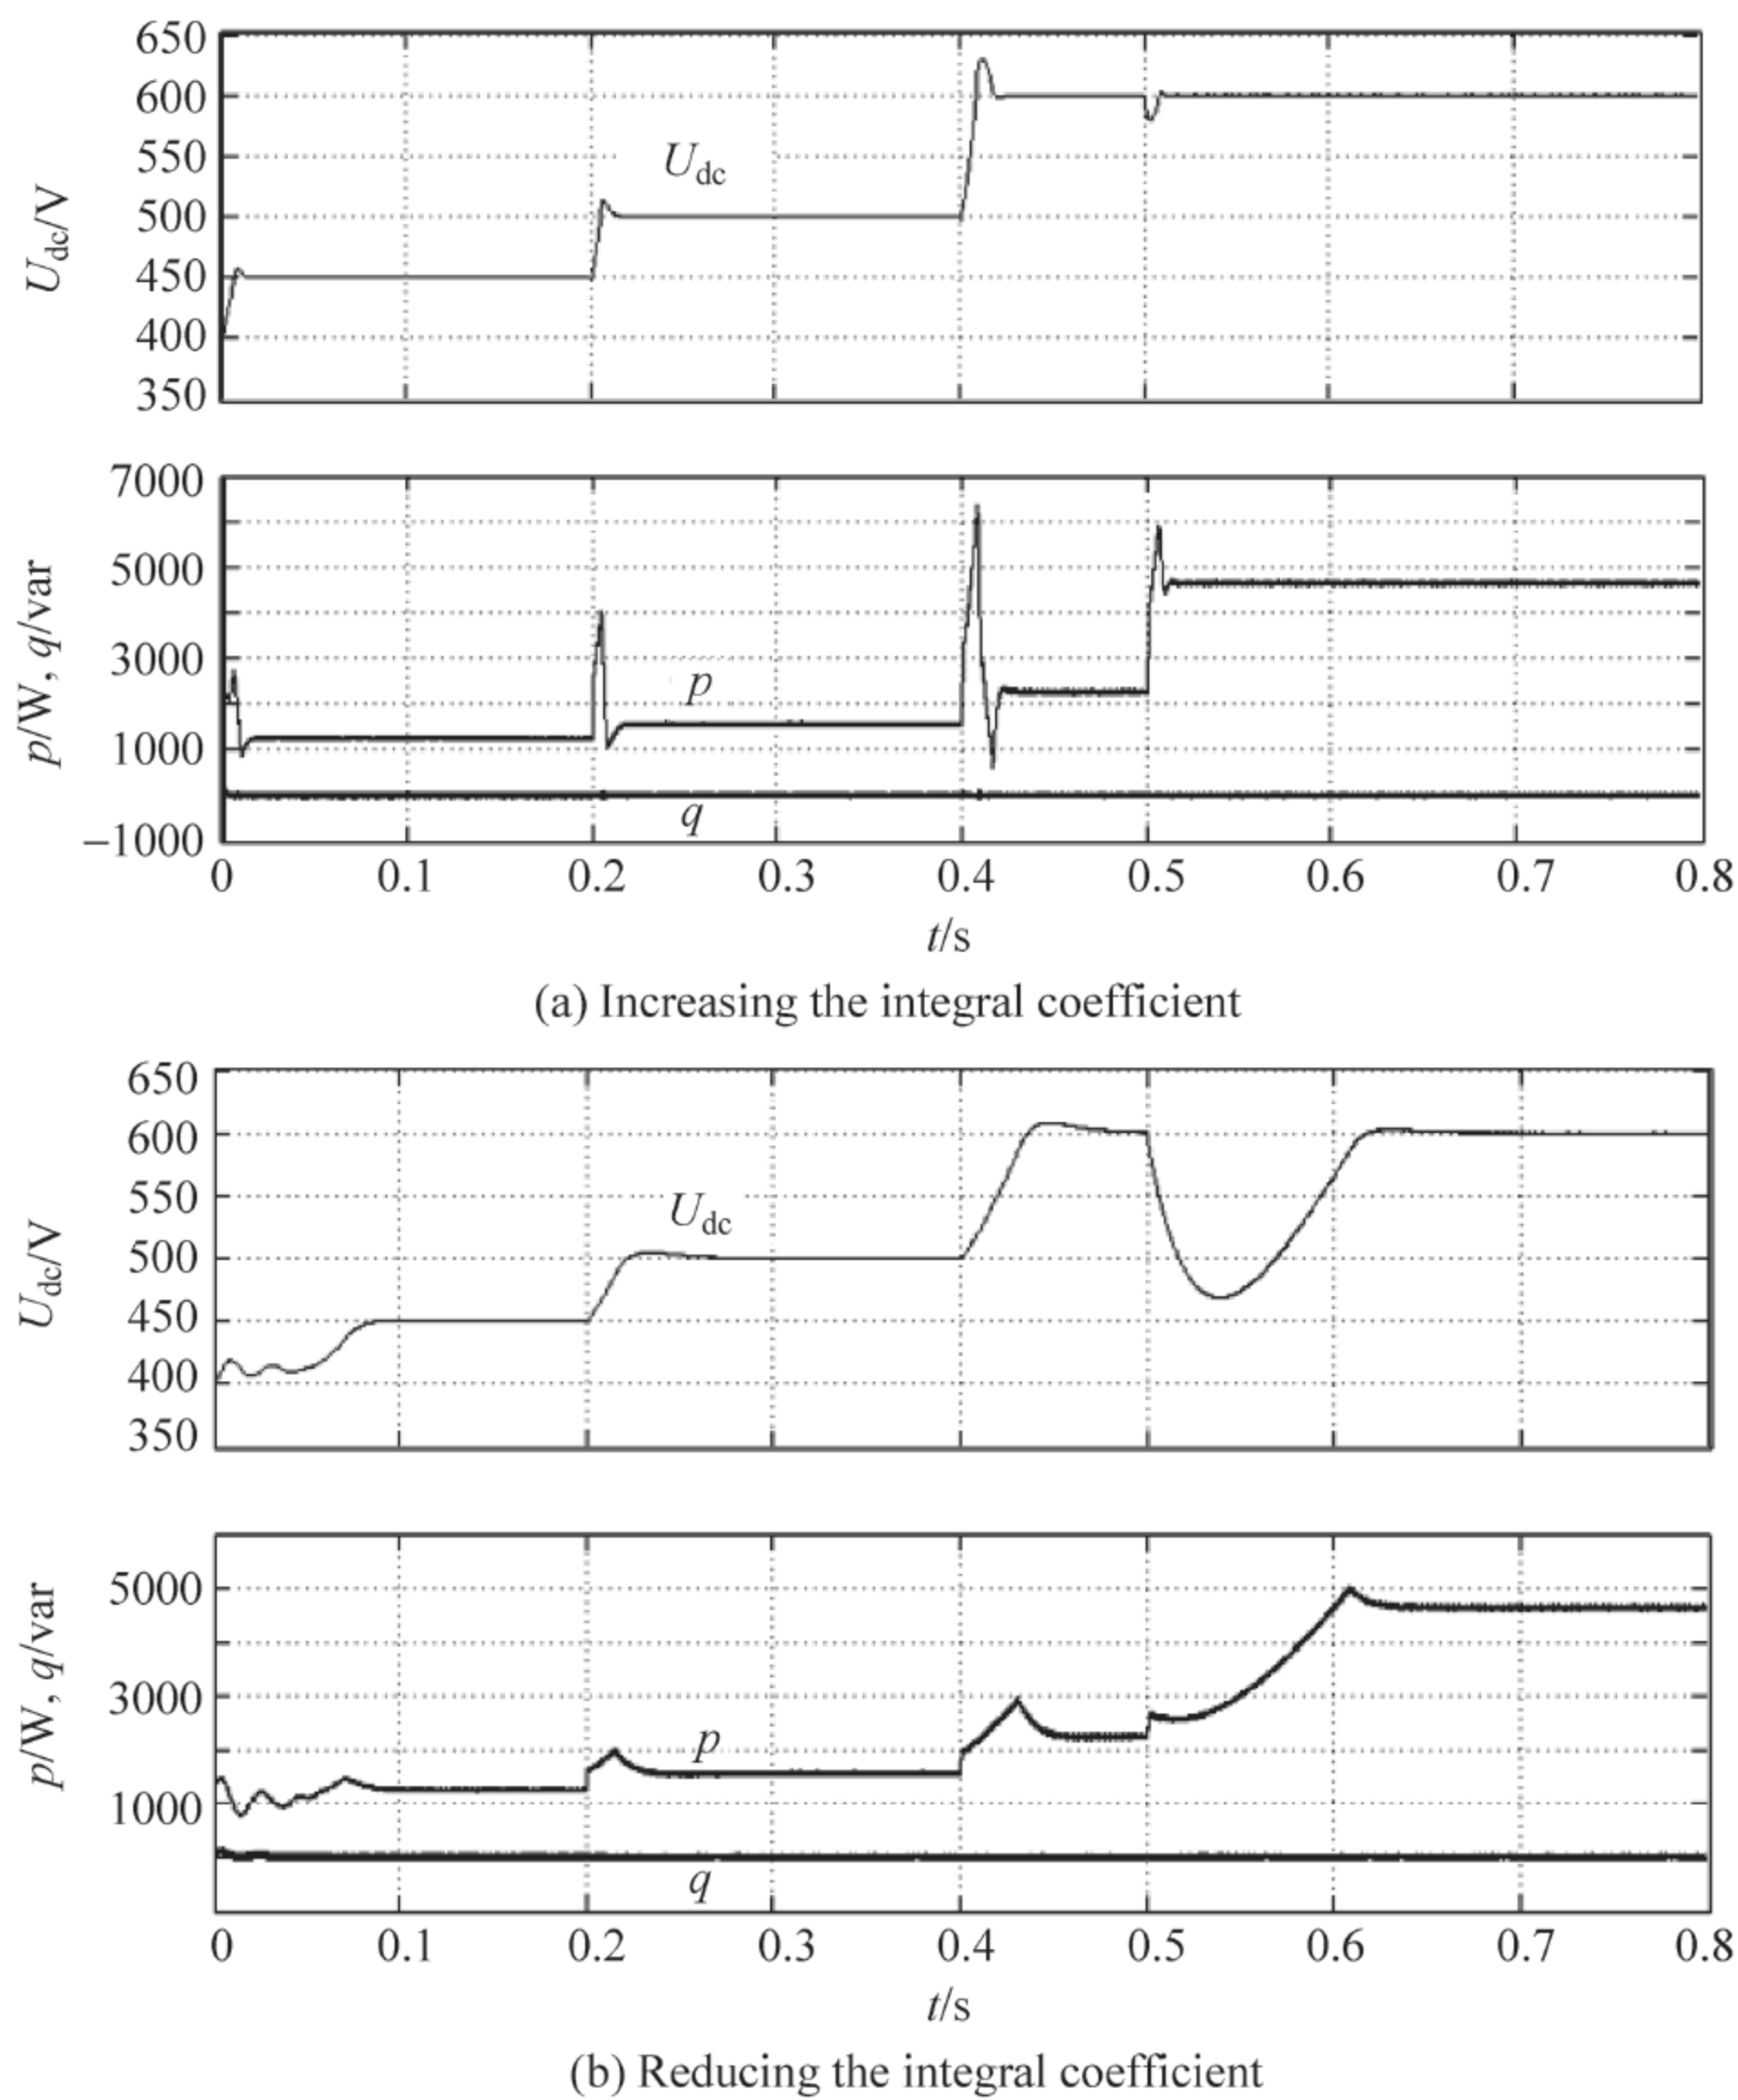 650
600
550
500
450
400
350
U_dc/V
U_dc
7000
5000
3000
1000
–1000
p/W, q/var
p
q
0 0.1 0.2 0.3 0.4 0.5 0.6 0.7 0.8
t/s
(a) Increasing the integral coefficient
650
600
550
500
450
400
350
U_dc/V
U_dc
5000
3000
1000
p/W, q/var
p
q
0 0.1 0.2 0.3 0.4 0.5 0.6 0.7 0.8
t/s
(b) Reducing the integral coefficient